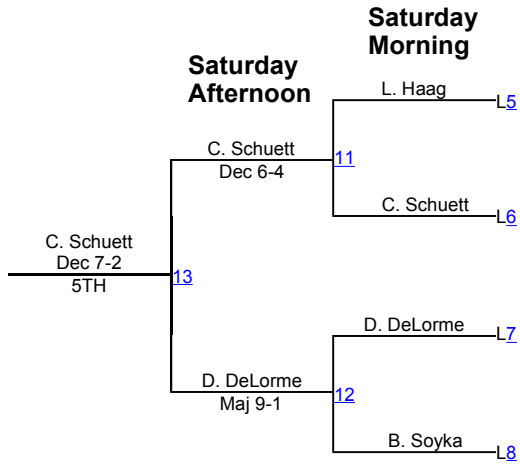 Saturday
Morning
Saturday
Afternoon
L. Haag
L5
C. Schuett
Dec 6-4
11
C. Schuett
L6
C. Schuett
Dec 7-2
5TH
13
D. DeLorme
L7
D. DeLorme
Maj 9-1
12
B. Soyka
L8